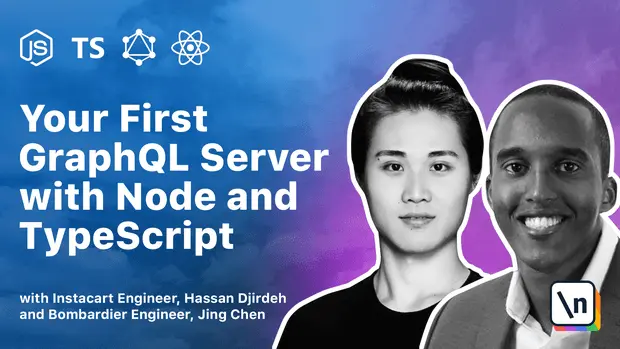 JS
TS
Your First
GraphQL Server
with Node and
TypeScript
with Instacart Engineer, Hassan Djirdeh
and Bombardier Engineer, Jing Chen
\n